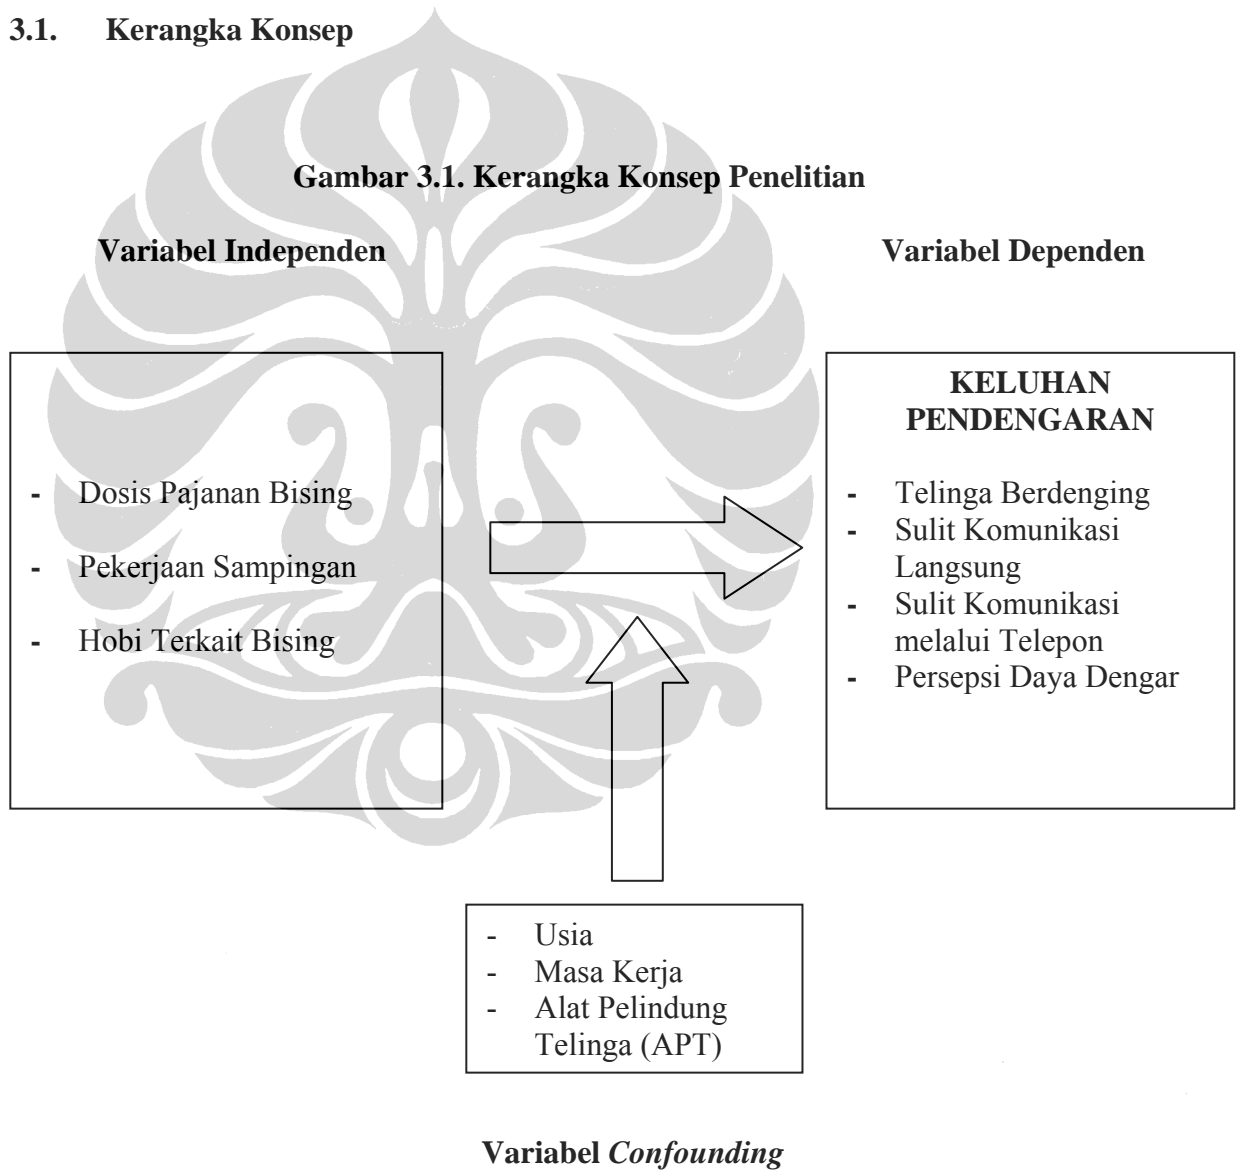 3.1. Kerangka Konsep
Gambar 3.1. Kerangka Konsep Penelitian
Variabel Independen
Variabel Dependen
- Dosis Pajanan Bising
- Pekerjaan Sampingan
- Hobi Terkait Bising
KELUHAN
PENDENGARAN
- Telinga Berdenging
- Sulit Komunikasi
Langsung
- Sulit Komunikasi
melalui Telepon
- Persepsi Daya Dengar
- Usia
- Masa Kerja
- Alat Pelindung
Telinga (APT)
Variabel Confounding